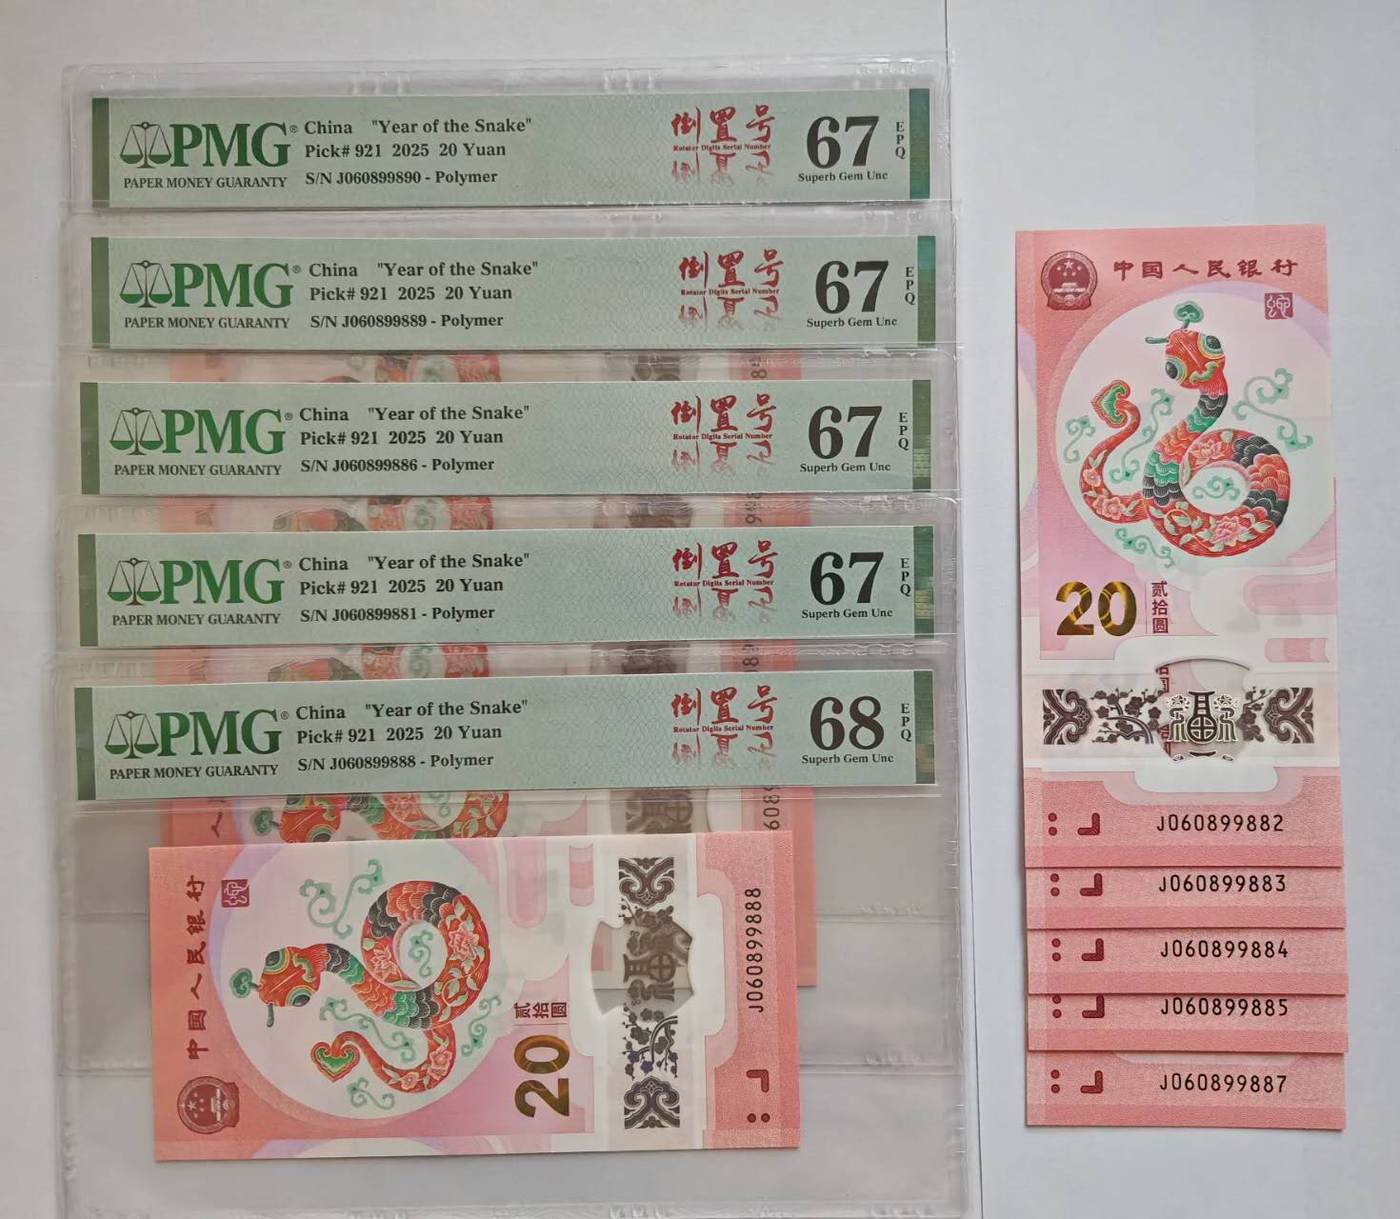 PMG®
PAPER MONEY GUARANTY
China "Year of the Snake"
Pick# 921 2025 20 Yuan
S/N J060899890 - Polymer
倒置号
Rotator Digits Serial Number
67
EPQ
Superb Gem Unc
PMG®
PAPER MONEY GUARANTY
China "Year of the Snake"
Pick# 921 2025 20 Yuan
S/N J060899889 - Polymer
倒置号
Rotator Digits Serial Number
67
EPQ
Superb Gem Unc
PMG®
PAPER MONEY GUARANTY
China "Year of the Snake"
Pick# 921 2025 20 Yuan
S/N J060899886 - Polymer
倒置号
Rotator Digits Serial Number
67
EPQ
Superb Gem Unc
PMG®
PAPER MONEY GUARANTY
China "Year of the Snake"
Pick# 921 2025 20 Yuan
S/N J060899881 - Polymer
倒置号
Rotator Digits Serial Number
67
EPQ
Superb Gem Unc
PMG®
PAPER MONEY GUARANTY
China "Year of the Snake"
Pick# 921 2025 20 Yuan
S/N J060899888 - Polymer
倒置号
Rotator Digits Serial Number
68
EPQ
Superb Gem Unc
中国人民银行
20
贰拾圆
J060899888
中国人民银行
20
贰拾圆
J060899882
J060899883
J060899884
J060899885
J060899887